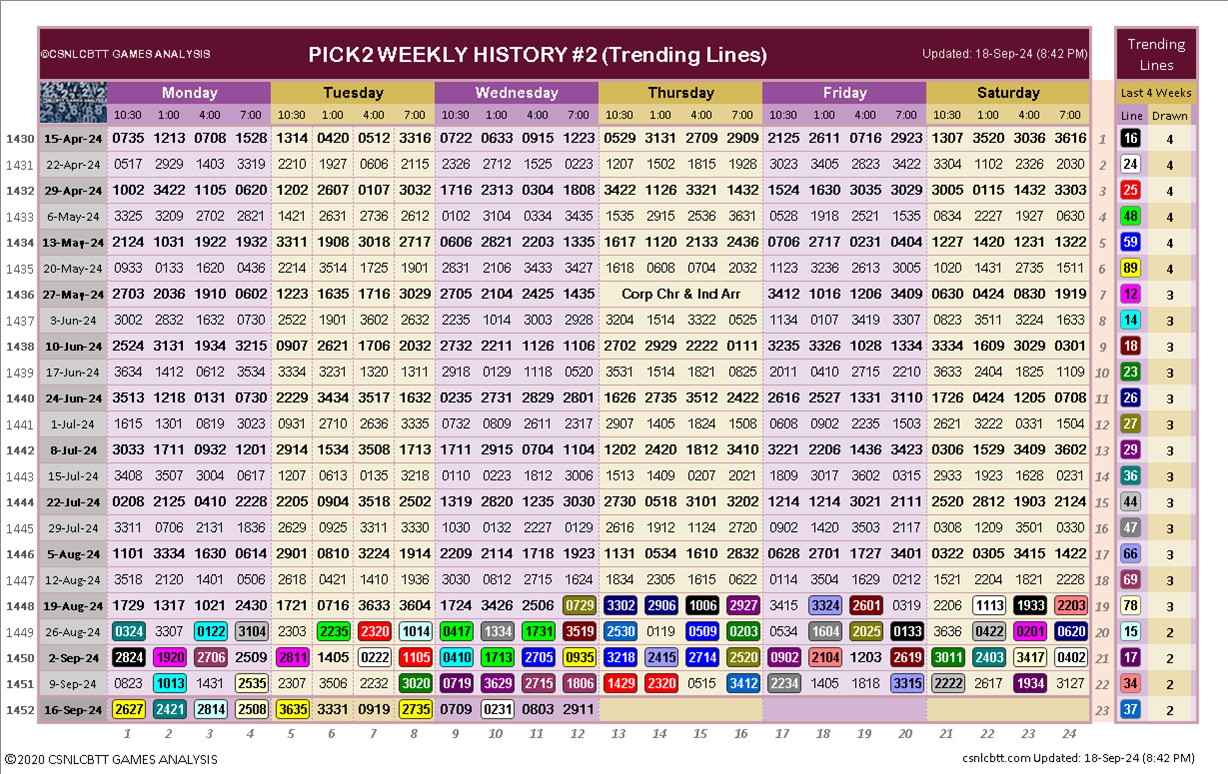 ©CSNLCBTT GAMES ANALYSIS PICK2 WEEKLY HISTORY #2 (Trending Lines) Updated: 18-Sep-24 (8:42 PM) Trending Lines
Monday Tuesday Wednesday Thursday Friday Saturday Last 4 Weeks
10:30 1:00 4:00 7:00 10:30 1:00 4:00 7:00 10:30 1:00 4:00 7:00 10:30 1:00 4:00 7:00 10:30 1:00 4:00 7:00 10:30 1:00 4:00 7:00 Line Drawn
1430 15-Apr-24 0735 1213 0708 1528 1314 0420 0512 3316 0722 0633 0915 1223 0529 3131 2709 2909 2125 2611 0716 2923 1307 3520 3036 3616 1 16 4
1431 22-Apr-24 0517 2929 1403 3319 2210 1927 0606 2115 2326 2712 1525 0223 1207 1502 1815 1928 3023 3405 2823 3422 3304 1102 2326 2030 2 24 4
1432 29-Apr-24 1002 3422 1105 0620 1202 2607 0107 3032 1716 2313 0304 1808 3422 1126 3321 1432 1524 1630 3035 3029 3005 0115 1432 3303 3 25 4
1433 6-May-24 3325 3209 2702 2821 1421 2631 2736 2612 0102 3104 0334 3435 1535 2915 2536 3631 0528 1918 2521 1535 0834 2227 1927 0630 4 48 4
1434 13-May-24 2124 1031 1922 1932 3311 1908 3018 2717 0606 2821 2203 1335 1617 1120 2133 2436 0706 2717 0231 0404 1227 1420 1231 1322 5 59 4
1435 20-May-24 0933 0133 1620 0436 2214 3514 1725 1901 2831 2106 3433 3427 1618 0608 0704 2032 1123 3236 2613 3005 1020 1431 2735 1511 6 89 4
1436 27-May-24 2703 2036 1910 0602 1223 1635 1716 3023 2705 2104 2425 1435 Corp Chr & Ind Arr 3412 1016 1206 3409 0630 0424 0830 1919 7 12 3
1437 3-Jun-24 3002 2832 1632 0730 2522 1901 3602 2632 2235 1014 3003 2928 3204 1514 3322 0525 1134 0107 3419 3307 0823 3511 3224 1633 8 14 3
1438 10-Jun-24 2524 3131 1934 3215 0907 2621 1706 2032 2732 2211 1126 1106 2702 2929 2222 0111 3235 3326 1028 1334 3334 1609 3029 0301 9 18 3
1439 17-Jun-24 3634 1412 0612 3534 3334 3231 1320 1311 2918 0129 1118 0520 3531 1514 1821 0825 2011 0410 2715 2210 3633 2404 1825 1109 10 23 3
1440 24-Jun-24 3513 1218 0131 0730 2229 3434 3517 1632 0235 2731 2829 2801 1626 2735 3512 2422 2616 2527 1331 3110 1726 0424 1205 0708 11 26 3
1441 1-Jul-24 1615 1301 0819 3023 0931 2710 2636 3333 0732 0809 2611 2317 2907 1405 1824 1508 0608 0902 2235 1503 2621 3222 0331 1504 12 27 3
1442 8-Jul-24 3033 1711 0932 1201 2914 1534 3508 1713 1711 2915 0704 1104 1202 2420 1812 3410 3221 2206 1436 3423 0306 1529 3409 3602 13 29 3
1443 15-Jul-24 3408 3507 3004 0617 1207 0613 0135 3218 0110 0223 1812 3006 1513 1409 0207 2021 1809 3017 3602 0315 2933 1923 1628 0231 14 36 3
1444 22-Jul-24 0208 2125 0410 2228 2205 0904 3518 2502 1319 2820 1235 3030 2730 0518 3101 3202 1214 1214 3021 2111 2520 2812 1903 2124 15 44 3
1445 29-Jul-24 3311 0706 2131 1836 2629 0925 3311 3330 1030 0132 2227 0129 2616 1912 1124 2720 0902 1420 3503 2117 0308 1209 3501 0330 16 47 3
1446 5-Aug-24 1101 3334 1630 0614 2901 0810 3224 1914 2209 2114 1718 1923 1131 0534 1610 2832 0628 2701 1727 3401 0322 0305 3415 1422 17 66 3
1447 12-Aug-24 3518 2120 1401 0506 2618 0421 1410 1936 3030 0812 2715 1624 1834 2305 1615 0622 0114 3504 1629 0212 1521 2204 1821 2228 18 69 3
1448 19-Aug-24 1729 1317 1021 2430 1721 0716 3633 3604 1724 3426 2506 0729 3302 2906 1006 2927 3415 3324 2601 0319 2206 1113 1933 2203 19 78 3
1449 26-Aug-24 0324 3307 0122 3104 2303 2235 2320 1014 0417 1334 1731 3519 2530 0119 0509 0203 0534 1604 2025 0133 3636 0422 0201 0620 20 15 2
1450 2-Sep-24 2824 1920 2706 2509 2811 1405 0222 1105 0410 1713 2705 0935 3218 2415 2714 2520 0902 2104 1203 2619 3011 2403 3417 0402 21 17 2
1451 9-Sep-24 0823 1013 1431 2535 2307 3506 2232 3020 0719 3629 2715 1806 1429 2320 0515 3412 2234 1405 1818 3315 2222 2617 1934 3127 22 34 2
1452 16-Sep-24 2627 2421 2814 2508 3635 3331 0919 2735 0709 0231 0803 2911 23 37 2
1 2 3 4 5 6 7 8 9 10 11 12 13 14 15 16 17 18 19 20 21 22 23 24
©2020 CSNLCBTT GAMES ANALYSIS csnlcbtt.com Updated: 18-Sep-24 (8:42 PM)